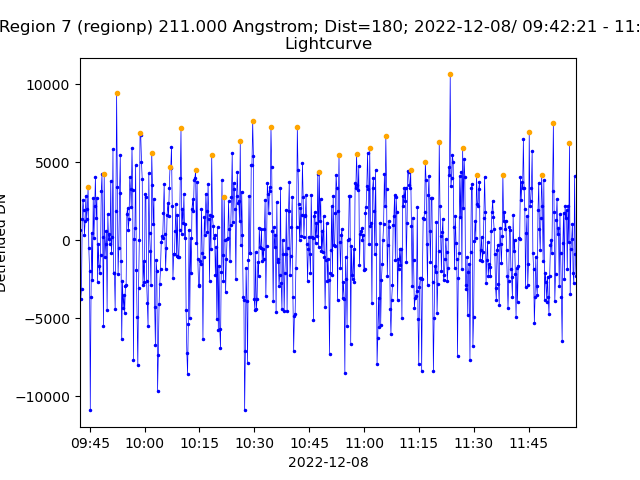 Region 7 (regionp) 211.000 Angstrom; Dist=180; 2022-12-08/ 09:42:21 - 11:
Lightcurve
10000
5000
0
−5000
−10000
Detrended DN
09:45 10:00 10:15 10:30 10:45 11:00 11:15 11:30 11:45
2022-12-08